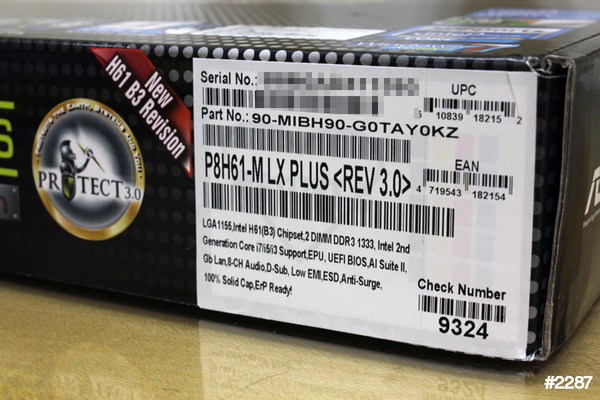 New
H61 B3 Revision
PROTECT 3.0
Serial No.:
Part No.: 90-MIBH90-G0TAY0KZ
P8H61-M LX PLUS <REV 3.0>
LGA1155,Intel H61(B3) Chipset,2 DIMM DDR3 1333, Intel 2nd
Generation Core i7/i5/i3 Support,EPU, UEFI BIOS,AI Suite II,
Gb Lan,8-CH Audio,D-Sub, Low EMI,ESD,Anti-Surge,
100% Solid Cap,ErP Ready!
UPC
6 10839 18215 2
EAN
4 719543 182154
Check Number
9324
#2287